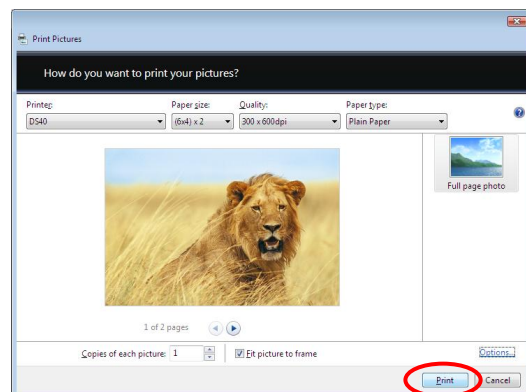 Print Pictures
How do you want to print your pictures?
Printer: Paper size: Quality: Paper type:
DS40 (6x4) x 2 300 x 600dpi Plain Paper
Full page photo
1 of 2 pages
Copies of each picture: 1 Fit picture to frame Options...
Print Cancel